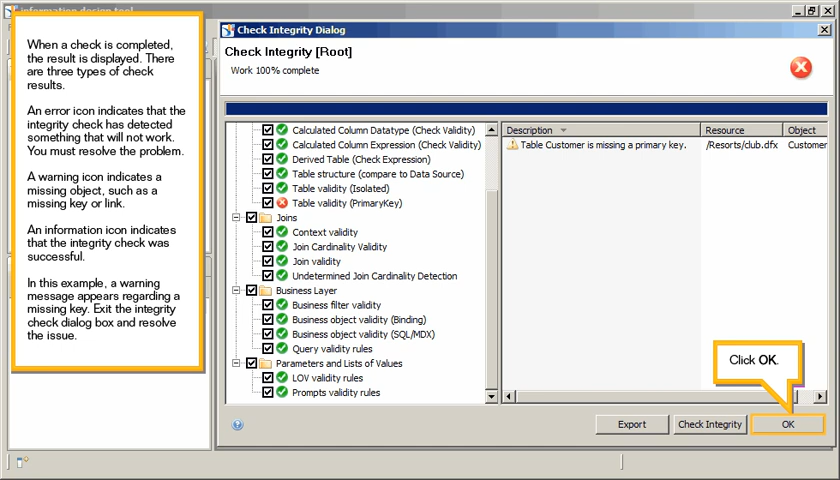 information design tool
When a check is completed,
the result is displayed. There
are three types of check
results.
An error icon indicates that the
integrity check has detected
something that will not work.
You must resolve the problem.
A warning icon indicates a
missing object, such as a
missing key or link.
An information icon indicates
that the integrity check was
successful.
In this example, a warning
message appears regarding a
missing key. Exit the integrity
check dialog box and resolve
the issue.
Check Integrity Dialog
Check Integrity [Root]
Work 100% complete
Calculated Column Datatype (Check Validity)
Calculated Column Expression (Check Validity)
Derived Table (Check Expression)
Table structure (compare to Data Source)
Table validity (Isolated)
Table validity (PrimaryKey)
Joins
Context validity
Join Cardinality Validity
Join validity
Undetermined Join Cardinality Detection
Business Layer
Business filter validity
Business object validity (Binding)
Business object validity (SQL/MDX)
Query validity rules
Parameters and Lists of Values
LOV validity rules
Prompts validity rules
Description Resource Object
Table Customer is missing a primary key. /Resorts/club.dfx Customer
Click OK.
Export Check Integrity OK